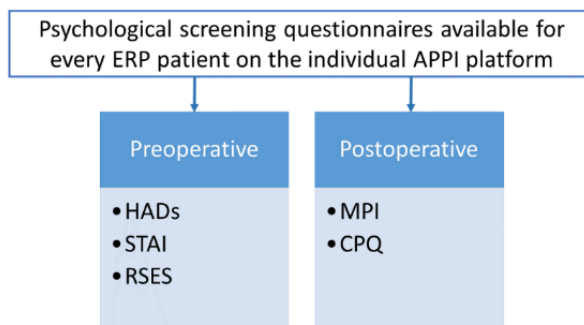 Psychological screening questionnaires available for
every ERP patient on the individual APPI platform
Preoperative
•HADs
•STAI
•RSES
Postoperative
•MPI
•CPQ